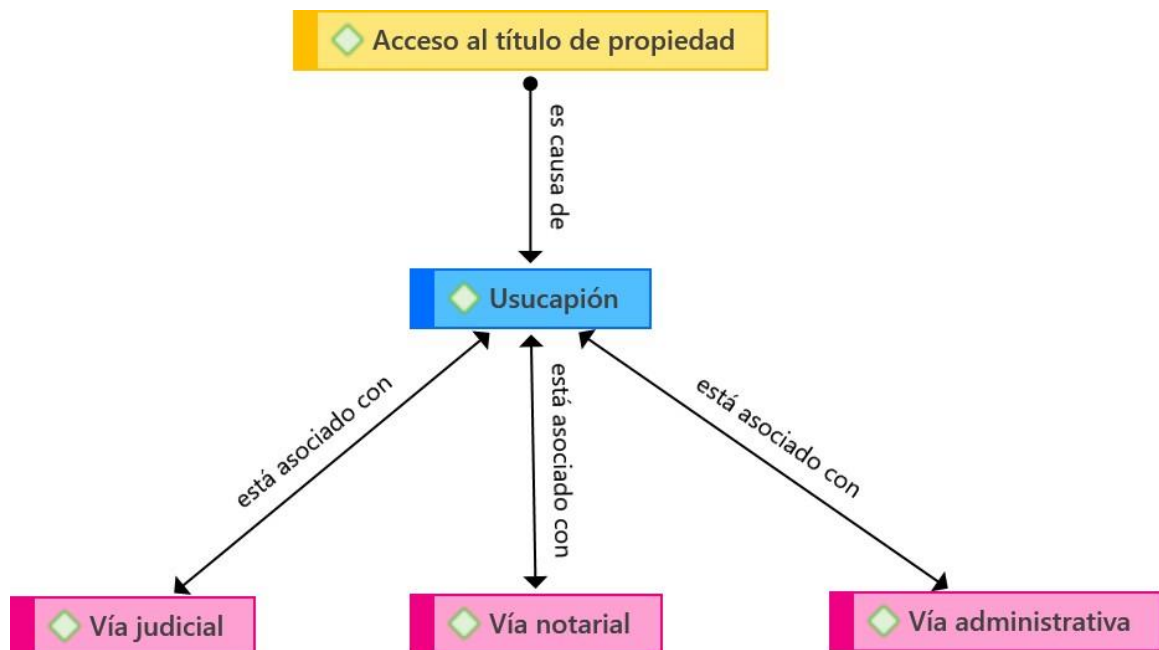 Acceso al título de propiedad
es causa de
Usucapión
está asociado con
está asociado con
está asociado con
Vía judicial
Vía notarial
Vía administrativa